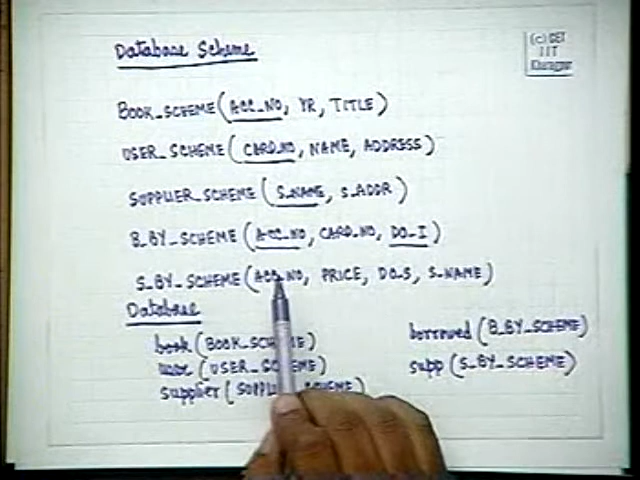 Database Scheme
(C) CET
IIT
Kharagpur
BOOK_SCHEME (ACC_NO, YR, TITLE)
USER_SCHEME (CARD_NO, NAME, ADDRESS)
SUPPLIER_SCHEME (S_NAME, S_ADDR)
B_BY_SCHEME (ACC_NO, CARD_NO, DO_I)
S_BY_SCHEME (ACC_NO, PRICE, DO_S, S_NAME)
Database
book (BOOK_SCHEME)
user (USER_SCHEME)
supplier (SUPPLIER_SCHEME)
borrowed (B_BY_SCHEME)
supp (S_BY_SCHEME)